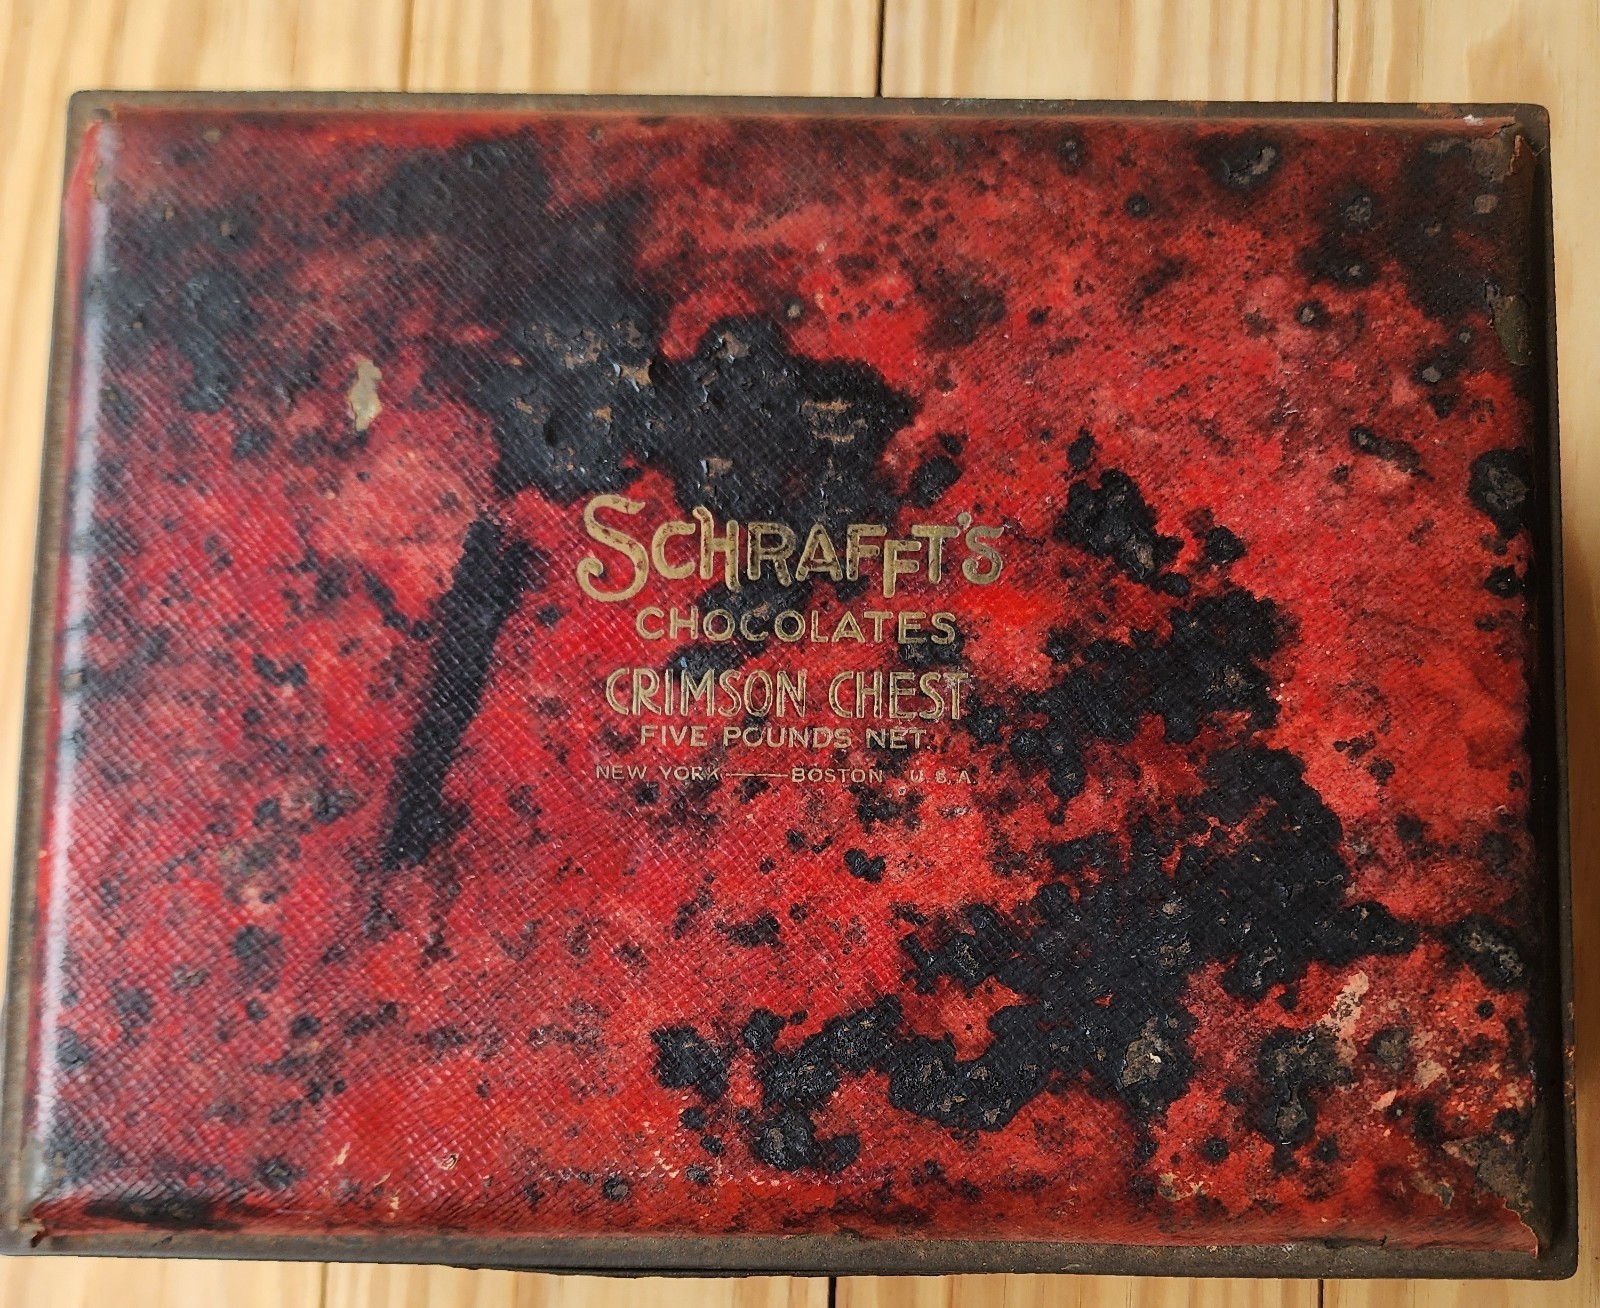 SCHRAFFT'S
CHOCOLATES
CRIMSON CHEST
FIVE POUNDS NET.
NEW YORK——BOSTON U.S.A.